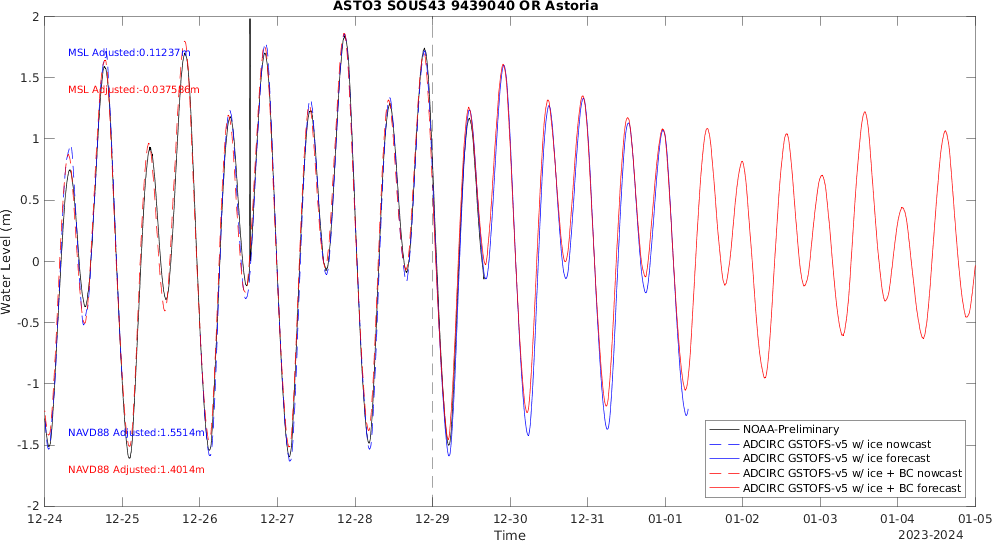 ASTO3 SOUS43 9439040 OR Astoria
MSL Adjusted:0.11237m
MSL Adjusted:-0.037586m
NAVD88 Adjusted:1.5514m
NAVD88 Adjusted:1.4014m
Water Level (m)
2
1.5
1
0.5
0
-0.5
-1
-1.5
-2
12-24 12-25 12-26 12-27 12-28 12-29 12-30 12-31 01-01 01-02 01-03 01-04 01-05
Time
2023-2024
NOAA-Preliminary
ADCIRC GSTOFS-v5 w/ ice nowcast
ADCIRC GSTOFS-v5 w/ ice forecast
ADCIRC GSTOFS-v5 w/ ice + BC nowcast
ADCIRC GSTOFS-v5 w/ ice + BC forecast